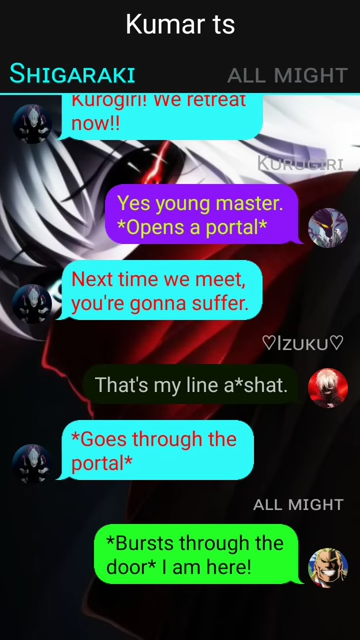 Kumar ts
SHIGARAKI
ALL MIGHT
Kurogiri! We retreat
now!!
KUROGIRI
Yes young master.
*Opens a portal*
Next time we meet,
you're gonna suffer.
♡IZUKU♡
That's my line a*shat.
*Goes through the
portal*
ALL MIGHT
*Bursts through the
door* I am here!